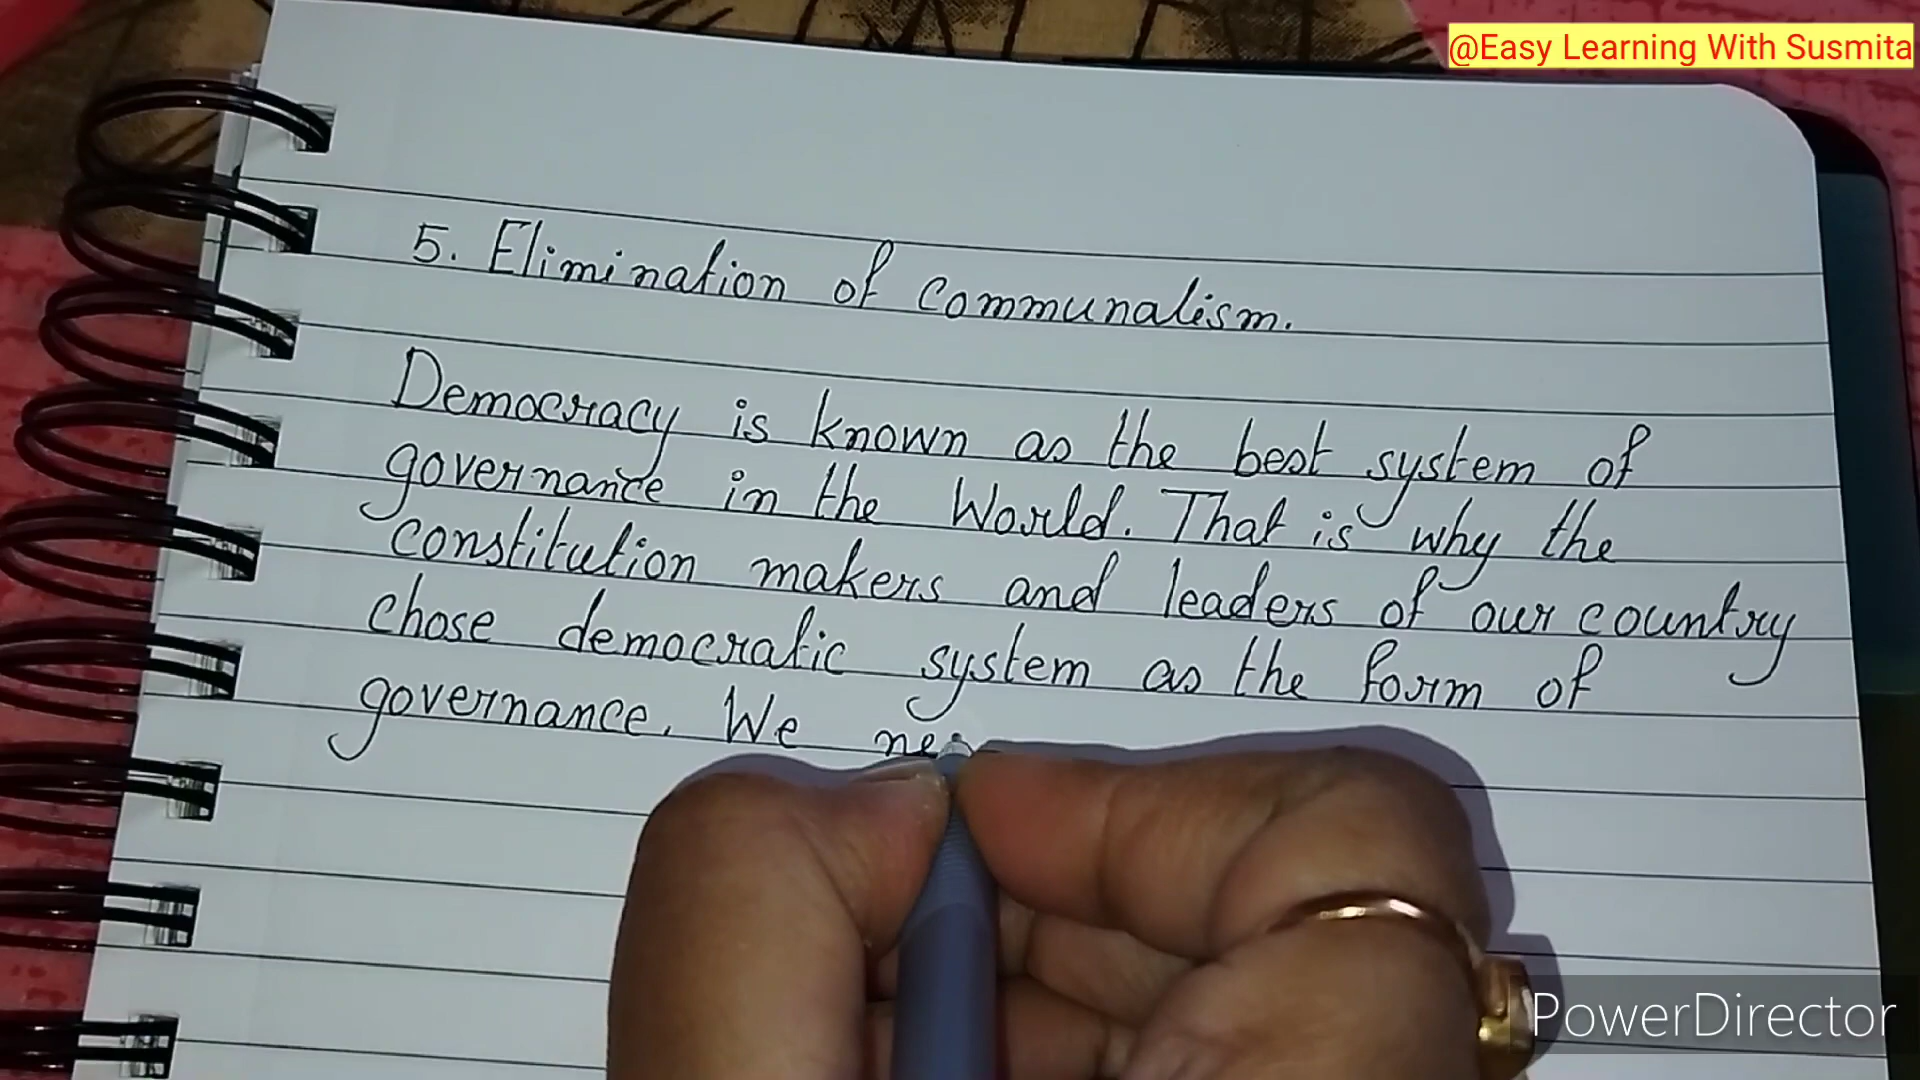 @Easy Learning With Susmita
5. Elimination of communalism.
Democracy is known as the best system of
governance in the World. That is why the
constitution makers and leaders of our country
chose democratic system as the form of
governance. We ne
PowerDirector